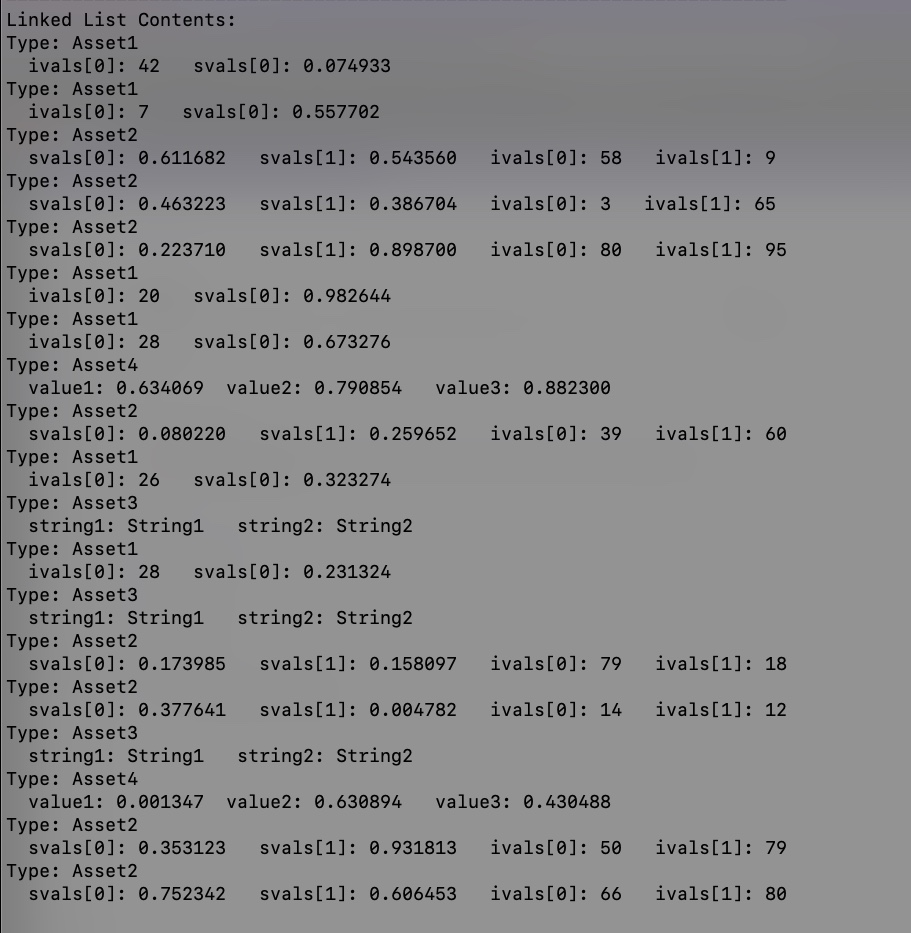 Linked List Contents:
Type: Asset1
  ivals[0]: 42   svals[0]: 0.074933
Type: Asset1
  ivals[0]: 7   svals[0]: 0.557702
Type: Asset2
  svals[0]: 0.611682   svals[1]: 0.543560   ivals[0]: 58   ivals[1]: 9
Type: Asset2
  svals[0]: 0.463223   svals[1]: 0.386704   ivals[0]: 3   ivals[1]: 65
Type: Asset2
  svals[0]: 0.223710   svals[1]: 0.898700   ivals[0]: 80   ivals[1]: 95
Type: Asset1
  ivals[0]: 20   svals[0]: 0.982644
Type: Asset1
  ivals[0]: 28   svals[0]: 0.673276
Type: Asset4
  value1: 0.634069  value2: 0.790854   value3: 0.882300
Type: Asset2
  svals[0]: 0.080220   svals[1]: 0.259652   ivals[0]: 39   ivals[1]: 60
Type: Asset1
  ivals[0]: 26   svals[0]: 0.323274
Type: Asset3
  string1: String1   string2: String2
Type: Asset1
  ivals[0]: 28   svals[0]: 0.231324
Type: Asset3
  string1: String1   string2: String2
Type: Asset2
  svals[0]: 0.173985   svals[1]: 0.158097   ivals[0]: 79   ivals[1]: 18
Type: Asset2
  svals[0]: 0.377641   svals[1]: 0.004782   ivals[0]: 14   ivals[1]: 12
Type: Asset3
  string1: String1   string2: String2
Type: Asset4
  value1: 0.001347  value2: 0.630894   value3: 0.430488
Type: Asset2
  svals[0]: 0.353123   svals[1]: 0.931813   ivals[0]: 50   ivals[1]: 79
Type: Asset2
  svals[0]: 0.752342   svals[1]: 0.606453   ivals[0]: 66   ivals[1]: 80